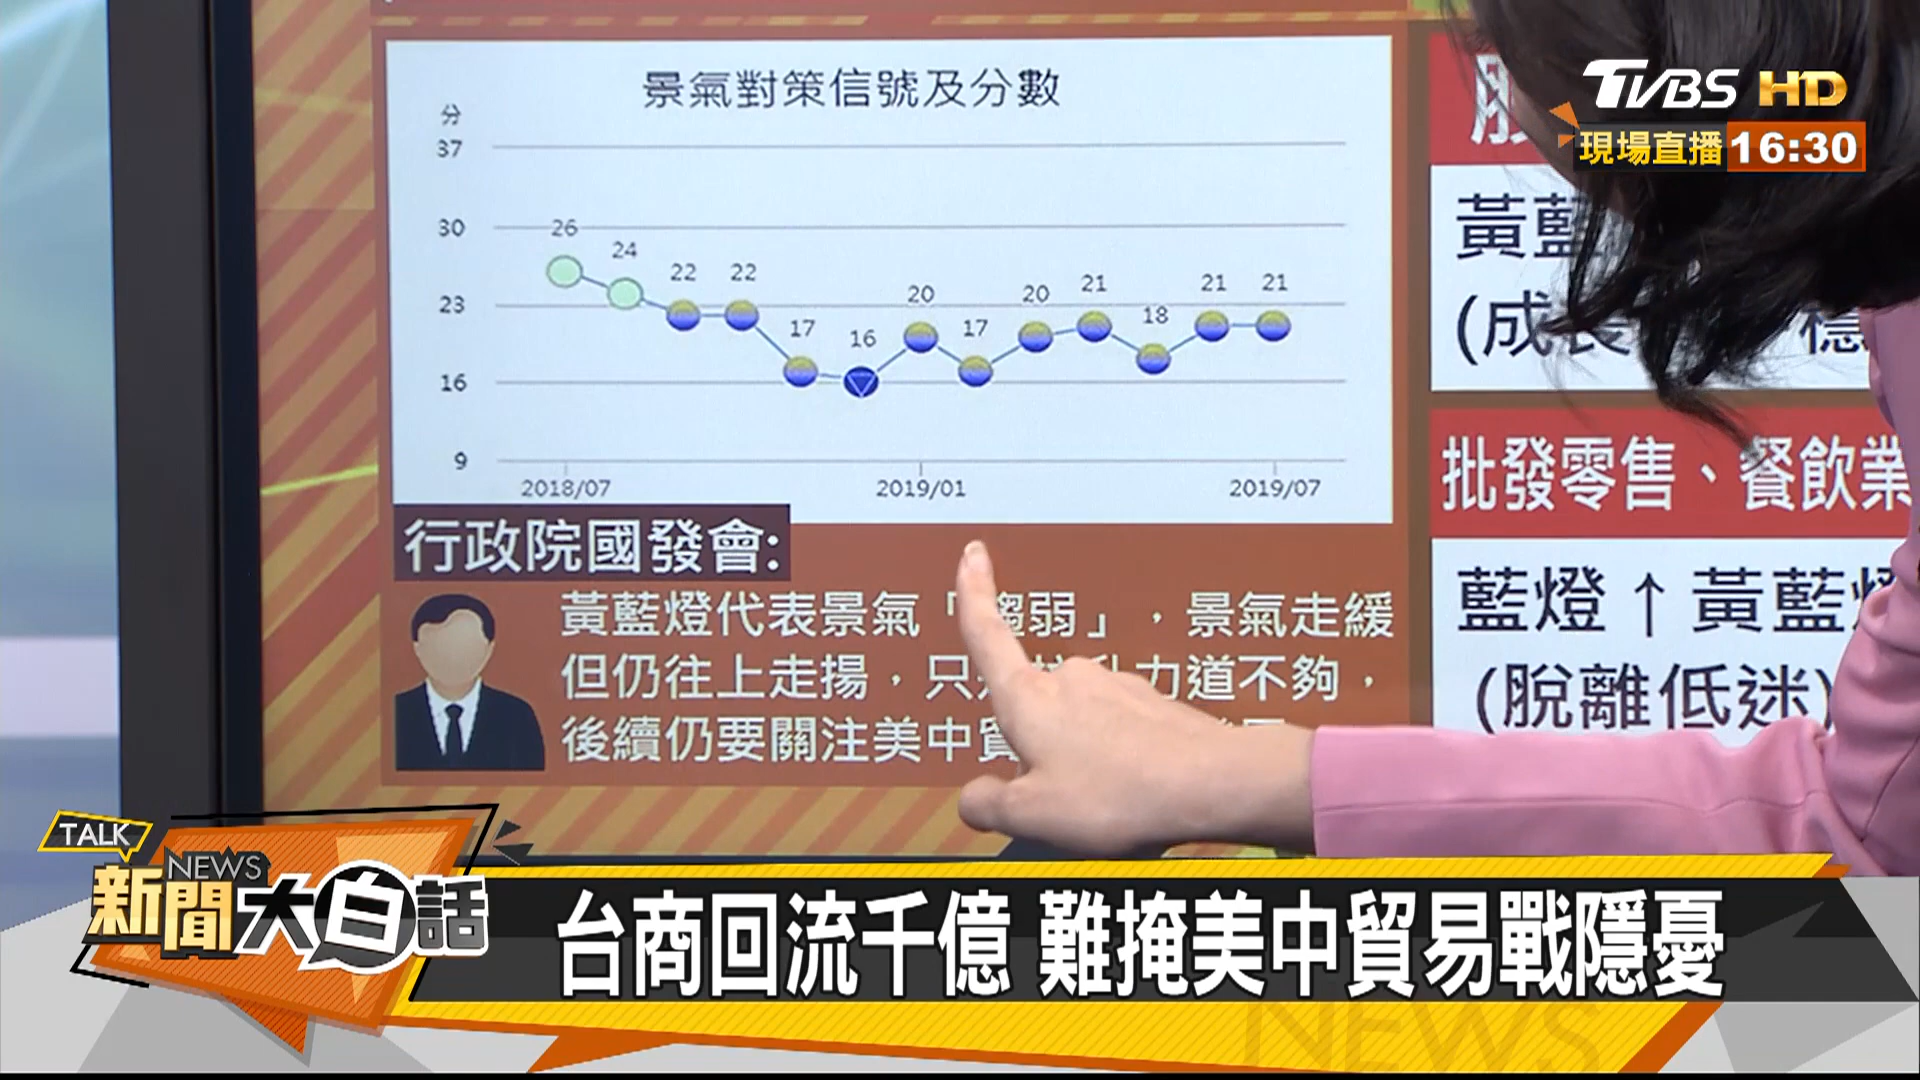 景氣對策信號及分數
分
37
30
23
16
9
26
24
22
22
17
16
20
17
20
21
18
21
21
2018/07
2019/01
2019/07
行政院國發會:
黃藍燈代表景氣「趨弱」，景氣走緩
但仍往上走揚，只 力道不夠，
後續仍要關注美中貿
黃藍
(成長 穩
批發零售、餐飲業
藍燈↑黃藍燈
(脫離低迷)
TVBS HD
現場直播 16:30
TALK
NEWS
新聞大白話
台商回流千億 難掩美中貿易戰隱憂
NEWS